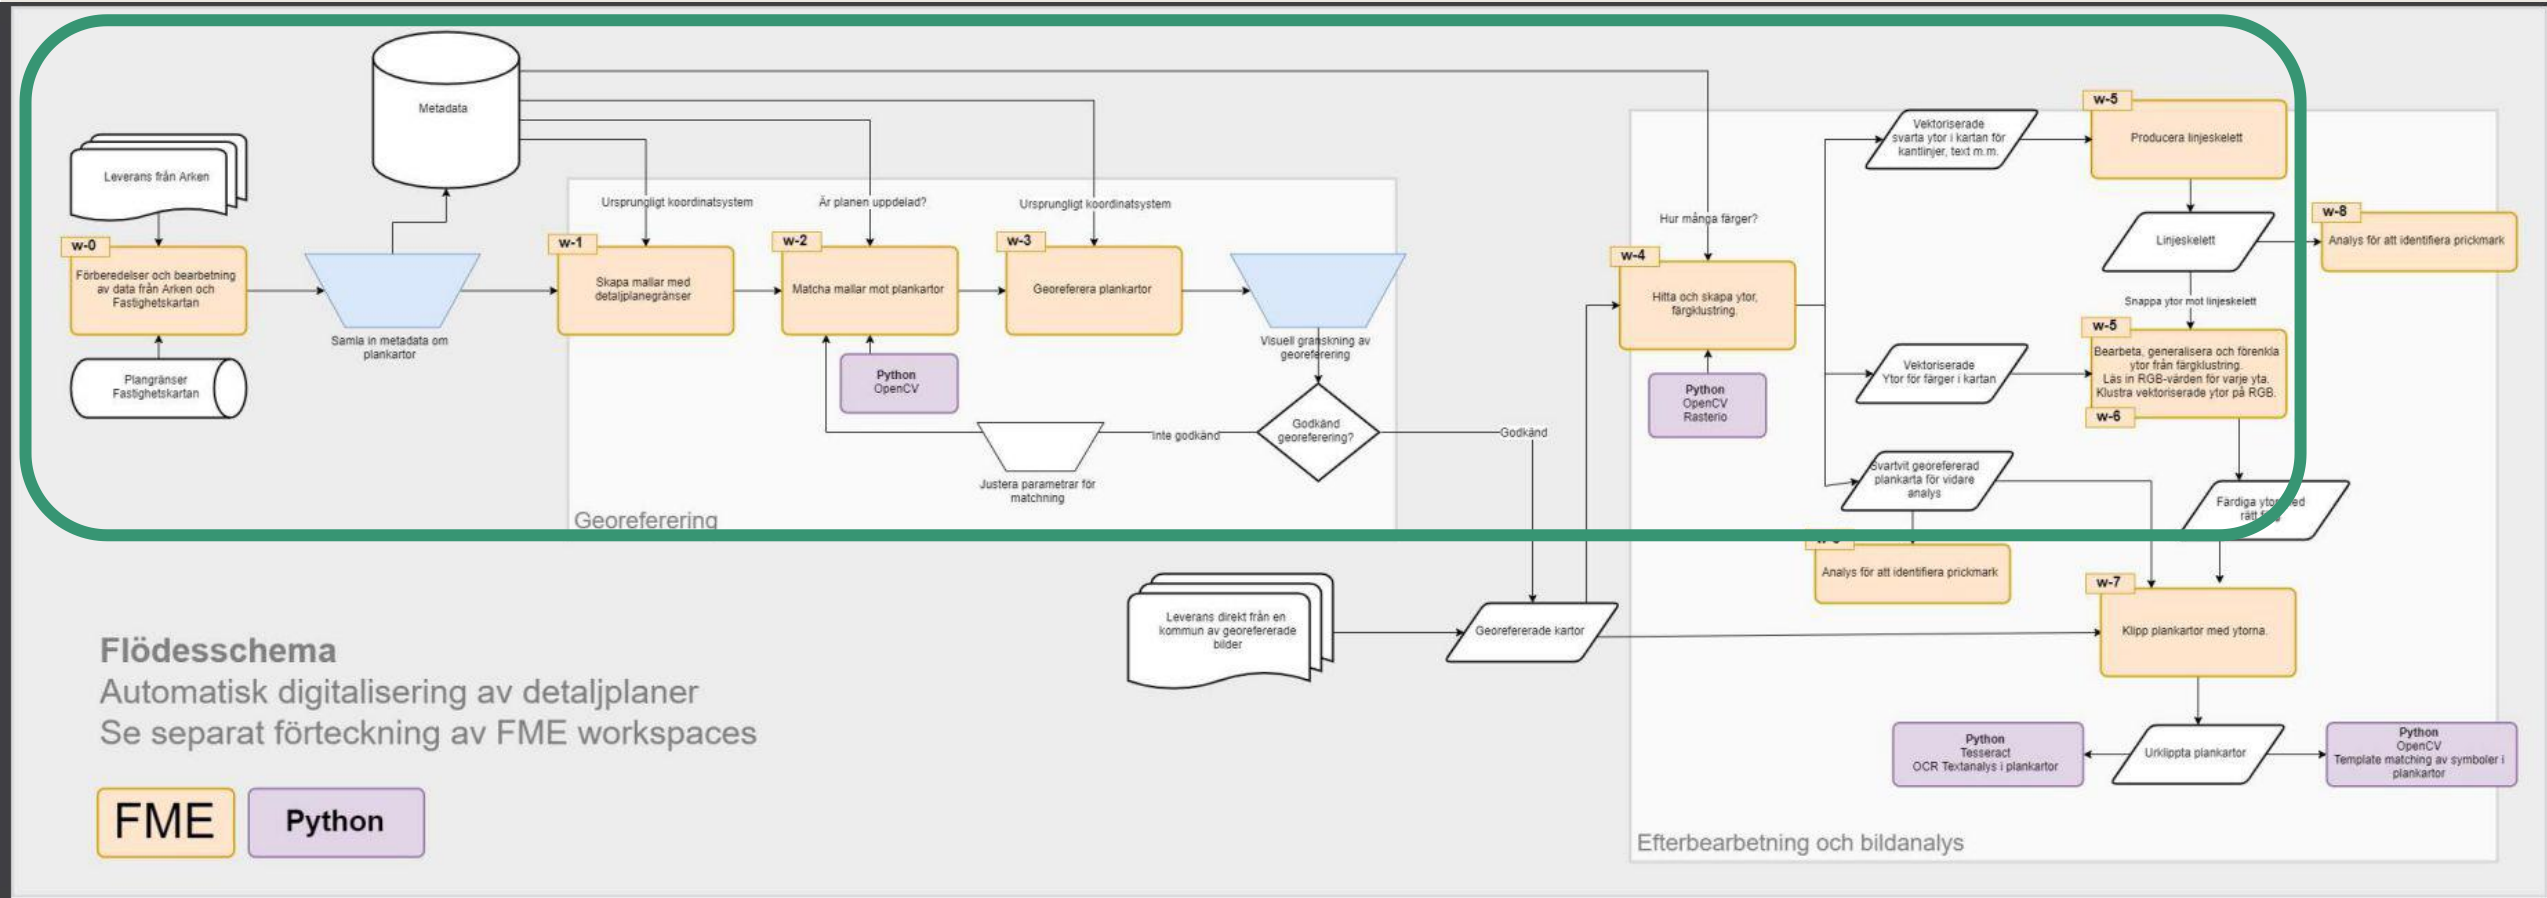 Metadata
Leverans från Arken
w-0
Förberedelser och bearbetning
av data från Arken och
Fastighetskartan
Plangränser
Fastighetskartan
Samla in metadata om
plankartor
Ursprungligt koordinatsystem
w-1
Skapa mallar med
detaljplanegränser
Är planen uppdelad?
w-2
Matcha mallar mot plankartor
Python
OpenCV
Ursprungligt koordinatsystem
w-3
Georeferera plankartor
Visuell granskning av
georeferering
Godkänd
georeferering?
Inte godkänd
Justera parametrar för
matchning
Godkänd
Georeferering
Hur många färger?
w-4
Hitta och skapa ytor,
färgklustring.
Python
OpenCV
Rasterio
Vektoriserade
svarta ytor i kartan för
kantlinjer, text m.m.
w-5
Producera linjeskelett
Linjeskelett
w-8
Analys för att identifiera prickmark
Snappa ytor mot linjeskelett
Vektoriserade
Ytor för färger i kartan
w-5
Bearbeta, generalisera och förenkla
ytor från färgklustring.
Läs in RGB-värden för varje yta.
Klustra vektoriserade ytor på RGB.
w-6
Svartvit georefererad
plankarta för vidare
analys
Färdiga
rätt
Analys för att identifiera prickmark
Leverans direkt från en
kommun av georefererade
bilder
Georefererade kartor
w-7
Klipp plankartor med ytorna.
Python
Tesseract
OCR Textanalys i plankartor
Urklippta plankartor
Python
OpenCV
Template matching av symboler i
plankartor
Efterbearbetning och bildanalys
Flödesschema
Automatisk digitalisering av detaljplaner
Se separat förteckning av FME workspaces
FME
Python